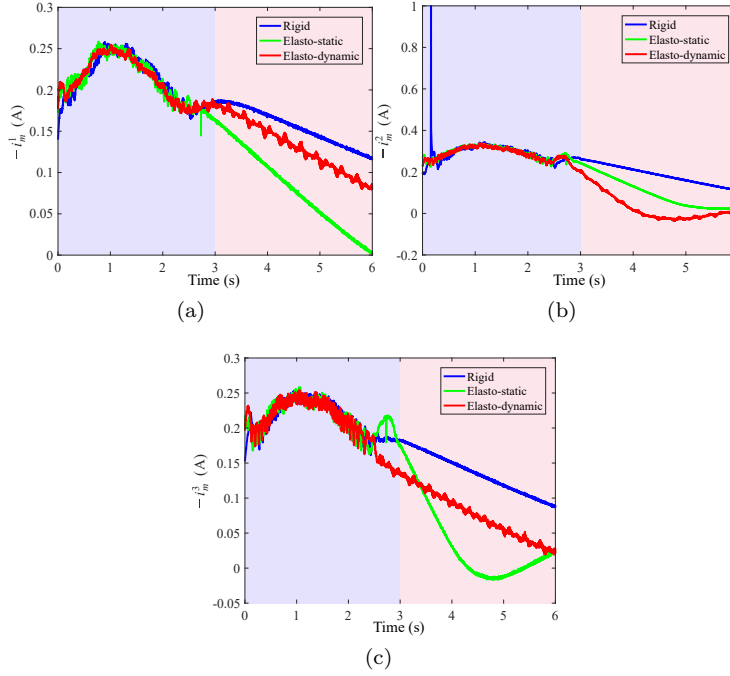 0.3
0.25
0.2
0.15
0.1
0.05
0
0 1 2 3 4 5 6
Time (s)
−i_m^1 (A)
Rigid
Elasto-static
Elasto-dynamic
(a)
1
0.8
0.6
0.4
0.2
0
-0.2
0 1 2 3 4 5
Time (s)
−i_m^2 (A)
Rigid
Elasto-static
Elasto-dynamic
(b)
0.3
0.25
0.2
0.15
0.1
0.05
0
-0.05
0 1 2 3 4 5 6
Time (s)
−i_m^3 (A)
Rigid
Elasto-static
Elasto-dynamic
(c)